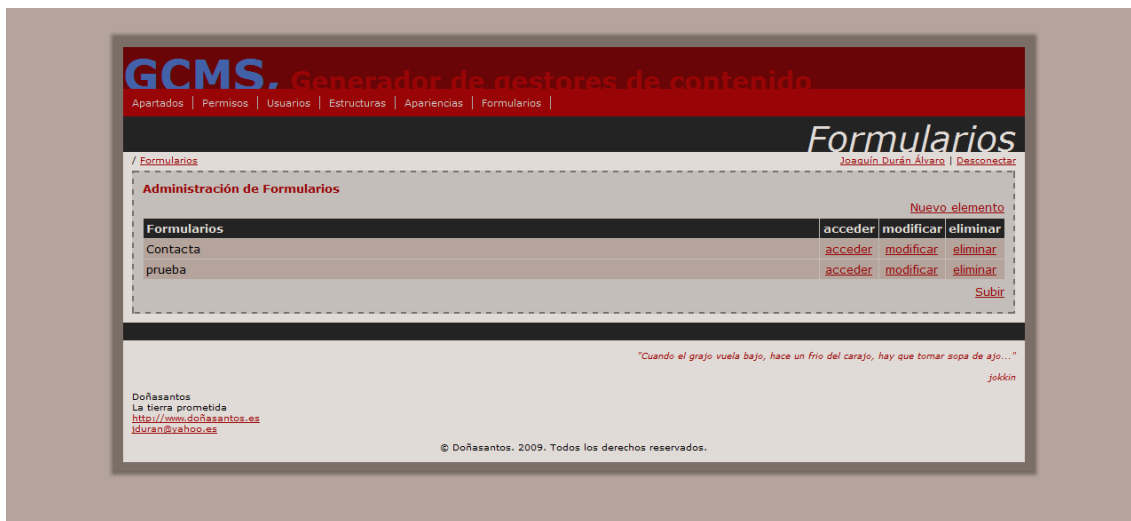 GCMS, Generador de gestores de contenido
Apartados | Permisos | Usuarios | Estructuras | Apariencias | Formularios |
Formularios
/ Formularios
Joaquín Durán Álvaro | Desconectar
Administración de Formularios
Nuevo elemento
Formularios acceder modificar eliminar
Contacta acceder modificar eliminar
prueba acceder modificar eliminar
Subir
"Cuando el grajo vuela bajo, hace un frio del carajo, hay que tomar sopa de ajo..."
jokkin
Doñasantos
La tierra prometida
http://www.doñasantos.es
jduran@yahoo.es
© Doñasantos. 2009. Todos los derechos reservados.